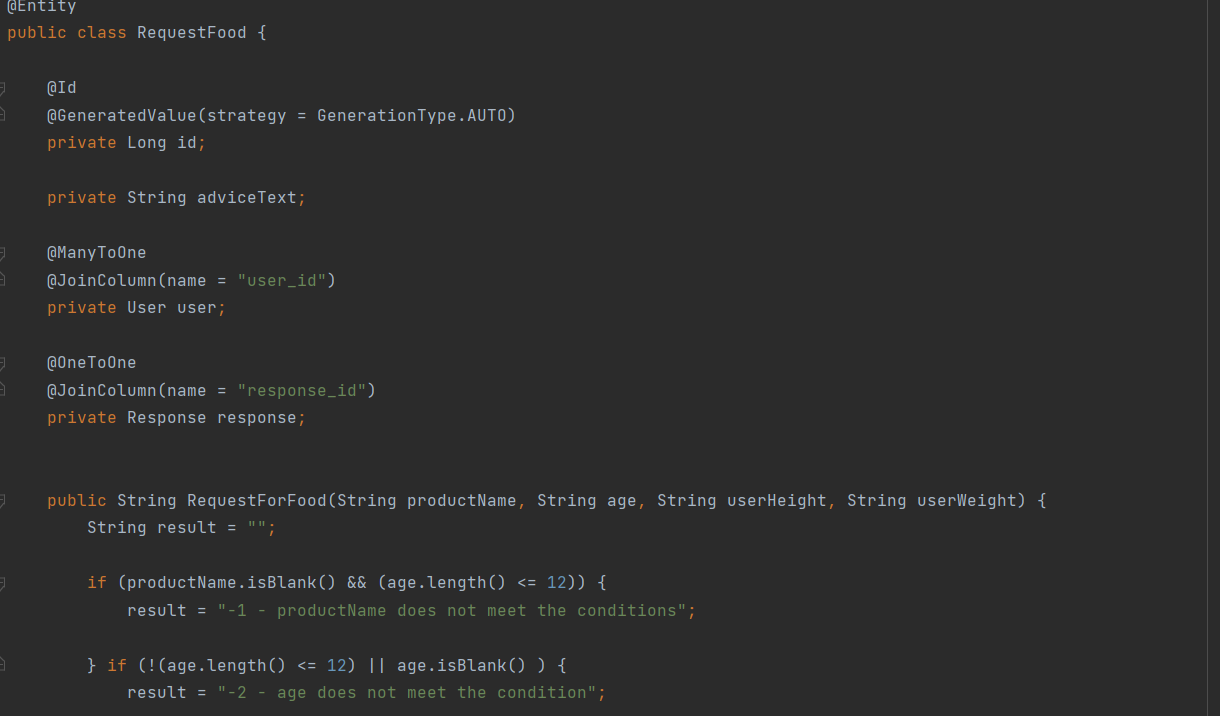 @Entity
public class RequestFood {
@Id
@GeneratedValue(strategy = GenerationType.AUTO)
private Long id;
private String adviceText;
@ManyToOne
@JoinColumn(name = "user_id")
private User user;
@OneToOne
@JoinColumn(name = "response_id")
private Response response;
public String RequestForFood(String productName, String age, String userHeight, String userWeight) {
String result = "";
if (productName.isBlank() && (age.length() <= 12)) {
result = "-1 - productName does not meet the conditions";
} if (!(age.length() <= 12) || age.isBlank() ) {
result = "-2 - age does not meet the condition";